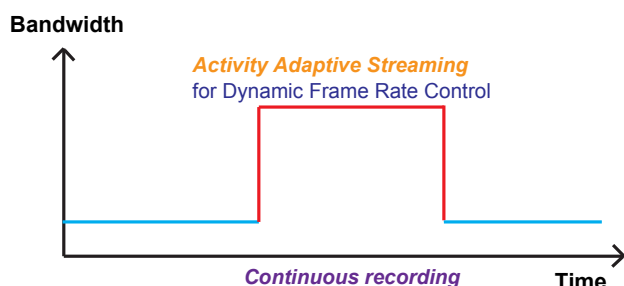 Bandwidth
Activity Adaptive Streaming
for Dynamic Frame Rate Control
Continuous recording
Time